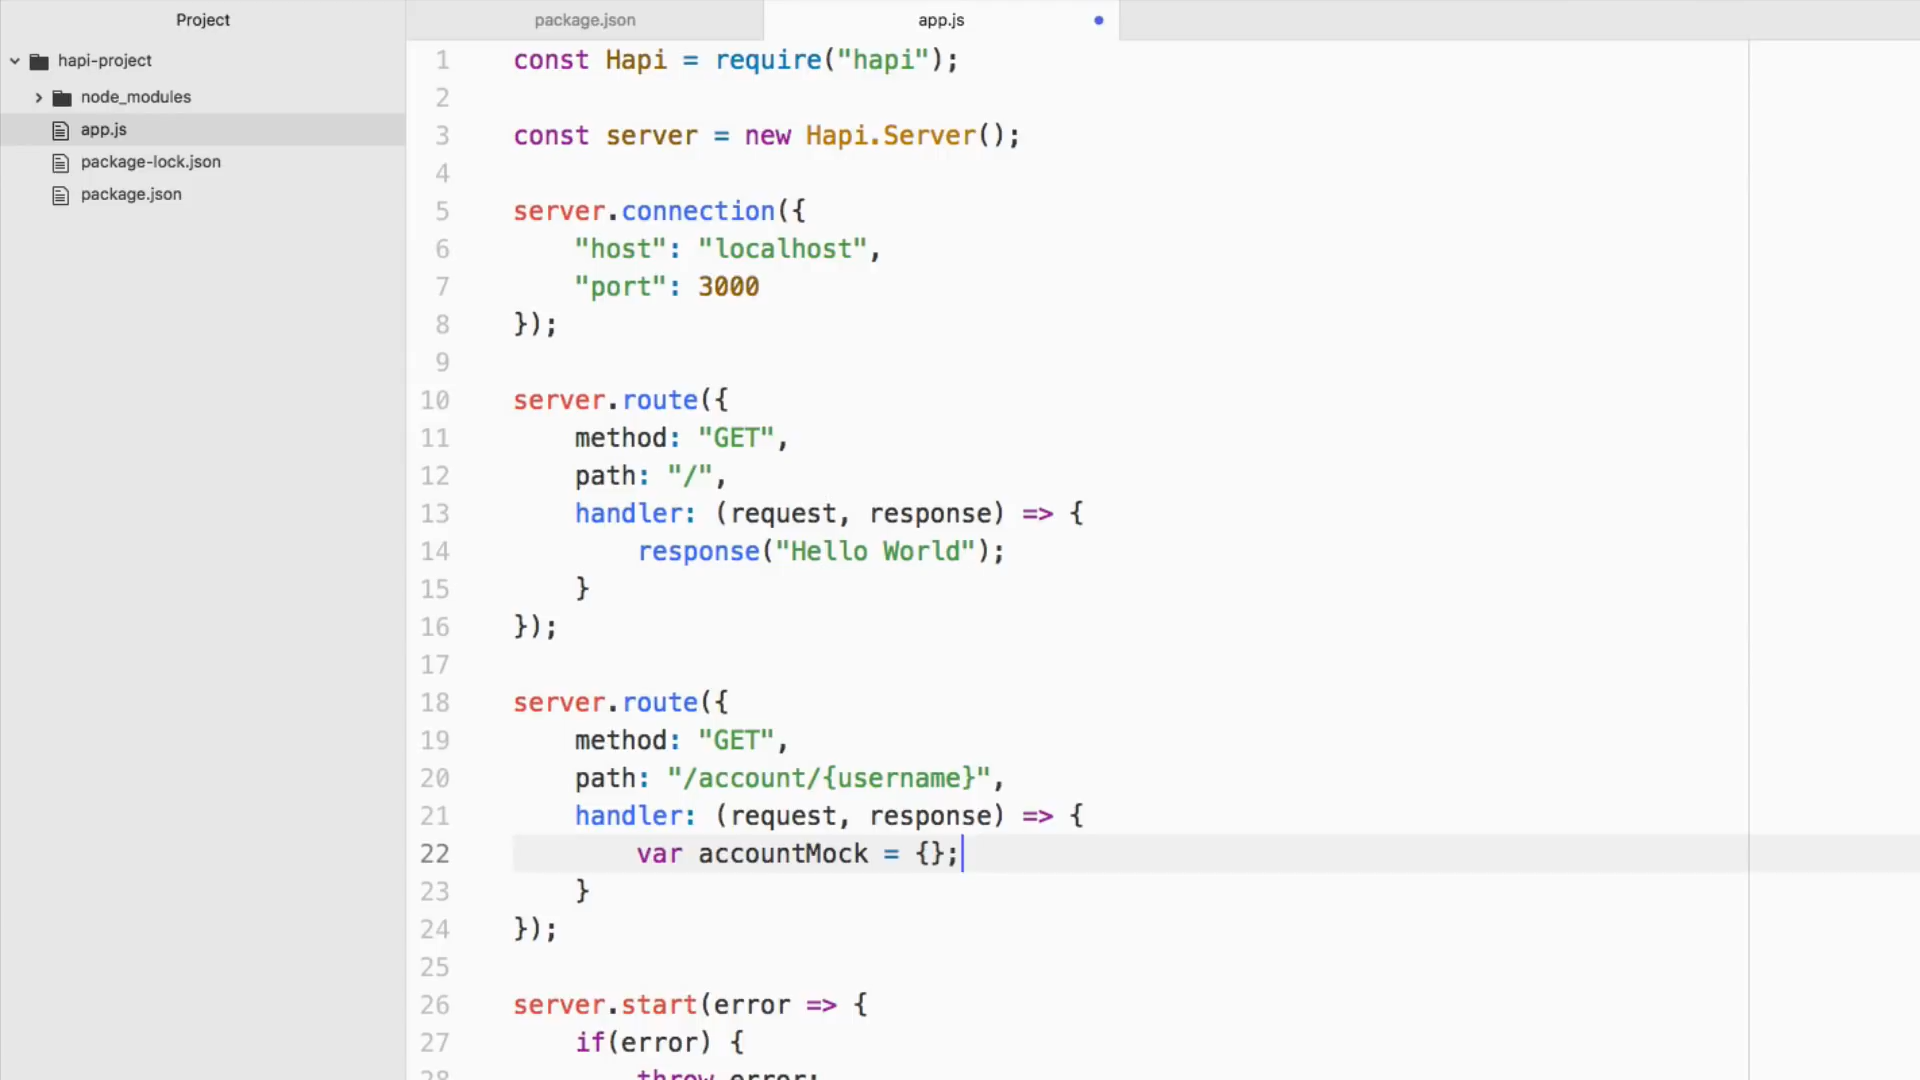 Project
hapi-project
node_modules
app.js
package-lock.json
package.json
package.json
app.js
1 const Hapi = require("hapi");
2
3 const server = new Hapi.Server();
4
5 server.connection({
6 "host": "localhost",
7 "port": 3000
8 });
9
10 server.route({
11 method: "GET",
12 path: "/",
13 handler: (request, response) => {
14 response("Hello World");
15 }
16 });
17
18 server.route({
19 method: "GET",
20 path: "/account/{username}",
21 handler: (request, response) => {
22 var accountMock = {};
23 }
24 });
25
26 server.start(error => {
27 if(error) {
28 throw error;